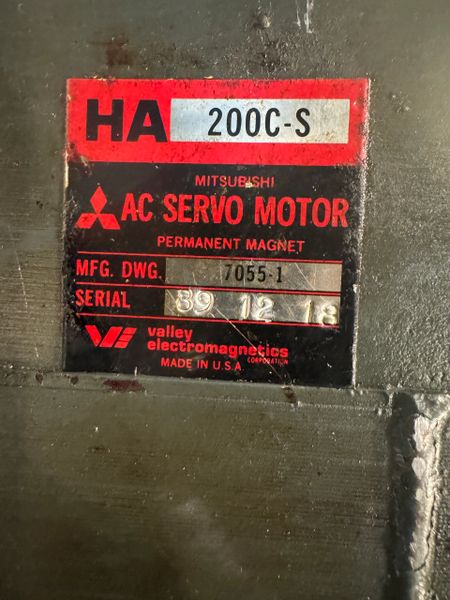 HA 200C-S
MITSUBISHI
AC SERVO MOTOR
PERMANENT MAGNET
MFG. DWG. 7055-1
SERIAL 89 12 18
valley
electromagnetics
CORPORATION
MADE IN U.S.A